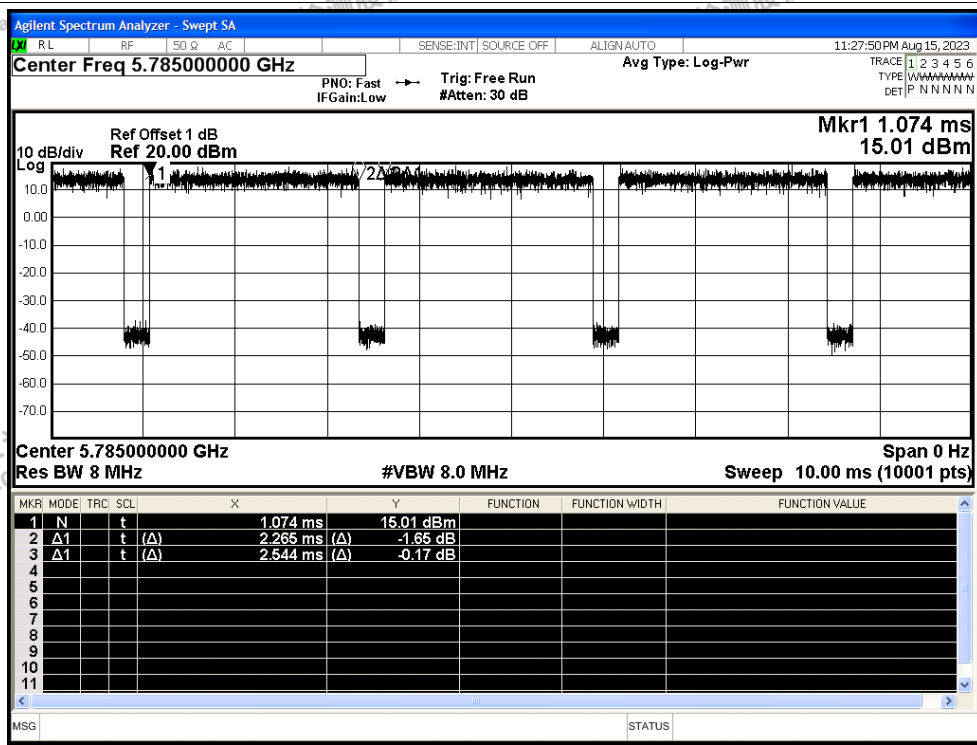 Agilent Spectrum Analyzer - Swept SA
LXI RL RF 50 Ω AC SENSE:INT SOURCE OFF ALIGN AUTO 11:27:50 PM Aug 15, 2023
Center Freq 5.785000000 GHz
PNO: Fast
IFGain:Low
Trig: Free Run
#Atten: 30 dB
Avg Type: Log-Pwr
TRACE 1 2 3 4 5 6
TYPE W
DET P N N N N N
Mkr1 1.074 ms
15.01 dBm
Ref Offset 1 dB
10 dB/div Ref 20.00 dBm
Log
1
10.0
0.00
-10.0
-20.0
-30.0
-40.0
-50.0
-60.0
-70.0
Center 5.785000000 GHz Span 0 Hz
Res BW 8 MHz #VBW 8.0 MHz Sweep 10.00 ms (10001 pts)
MKR MODE TRC SCL X Y FUNCTION FUNCTION WIDTH FUNCTION VALUE
1 N t 1.074 ms 15.01 dBm
2 Δ1 t (Δ) 2.265 ms (Δ) -1.65 dB
3 Δ1 t (Δ) 2.544 ms (Δ) -0.17 dB
4
5
6
7
8
9
10
11
MSG STATUS